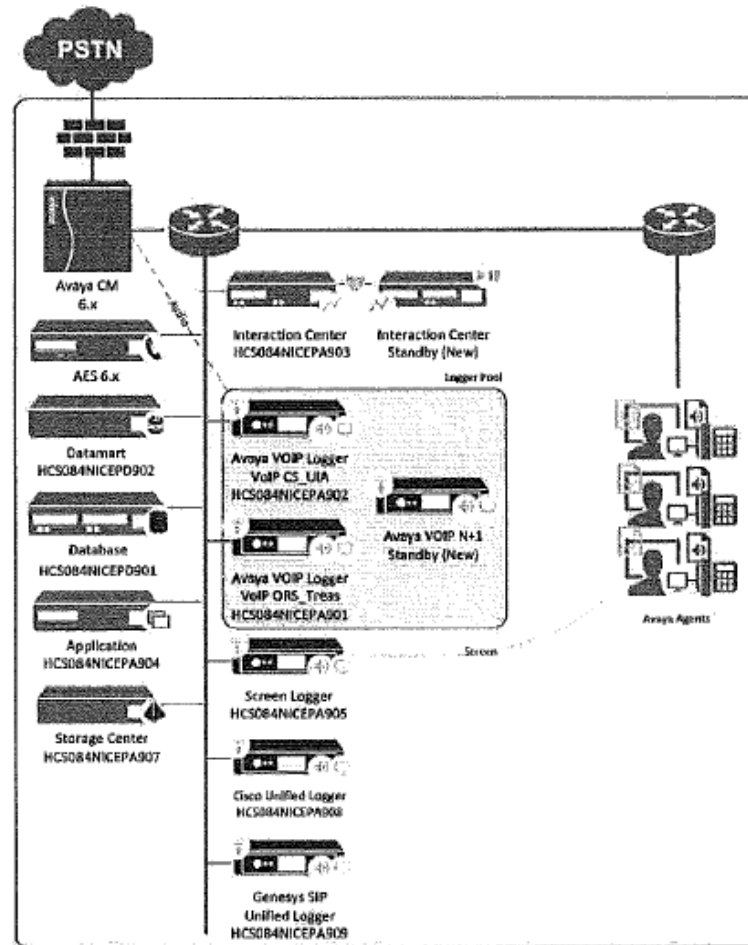 PSTN
Avaya CM
6.x
Audio
AES 6.x
Datamart
HCS084NICEPD902
Database
HCS084NICEPD901
Application
HCS084NICEPA904
Storage Center
HCS084NICEPA907
Interaction Center
HCS084NICEPA903
Interaction Center
Standby (New)
Logger Pool
Avaya VOIP Logger
VoIP CS_UIA
HCS084NICEPA902
Avaya VOIP N+1
Standby (New)
Avaya VOIP Logger
VoIP ORS_Treas
HCS084NICEPA901
Screen
Screen Logger
HCS084NICEPA905
Cisco Unified Logger
HCS084NICEPA908
Genesys SIP
Unified Logger
HCS084NICEPA909
Avaya Agents